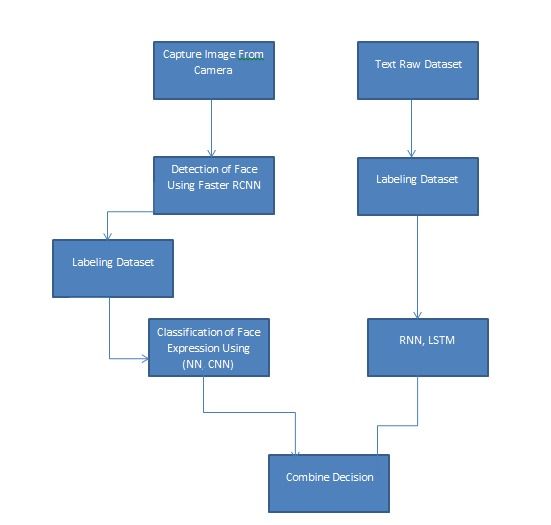 Capture Image From
Camera
Text Raw Dataset
Detection of Face
Using Faster RCNN
Labeling Dataset
Labeling Dataset
Classification of Face
Expression Using
(NN, CNN)
RNN, LSTM
Combine Decision